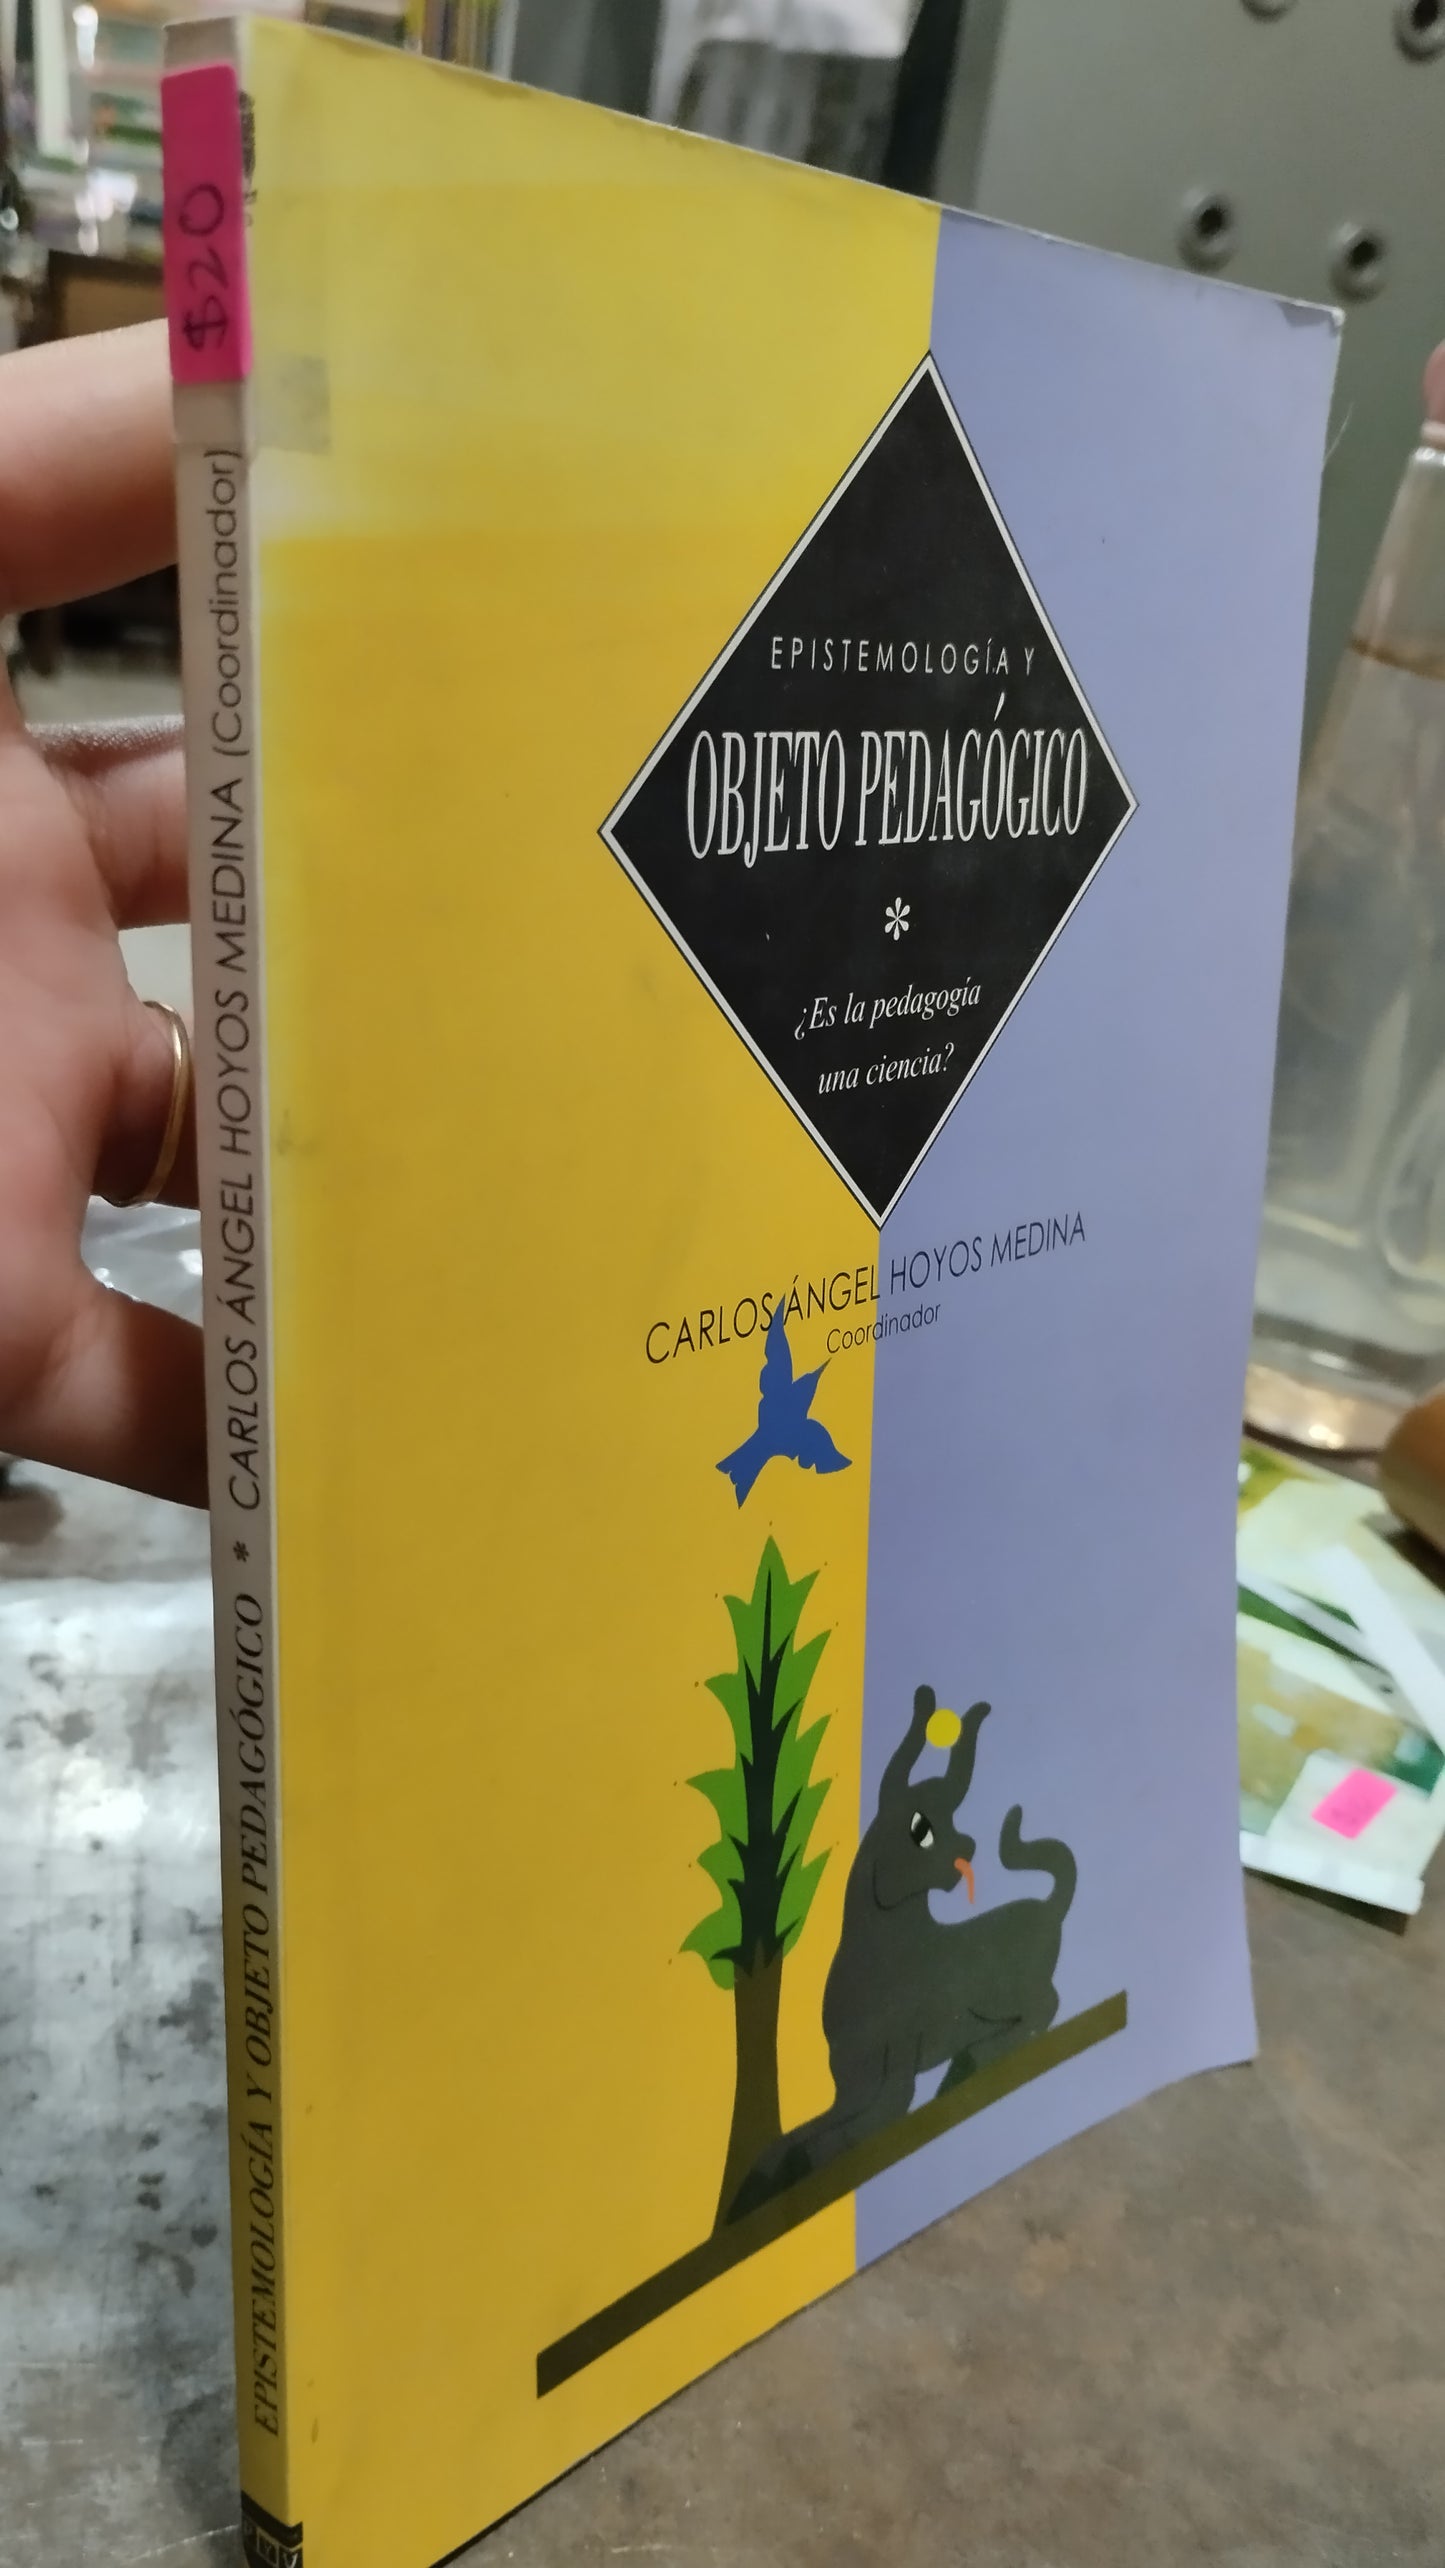 $20
EPISTEMOLOGÍA Y OBJETO PEDAGÓGICO * CARLOS ÁNGEL HOYOS MEDINA (Coordinador)
EPISTEMOLOGÍA Y
OBJETO PEDAGÓGICO
*
¿Es la pedagogía
una ciencia?
CARLOS ÁNGEL HOYOS MEDINA
Coordinador